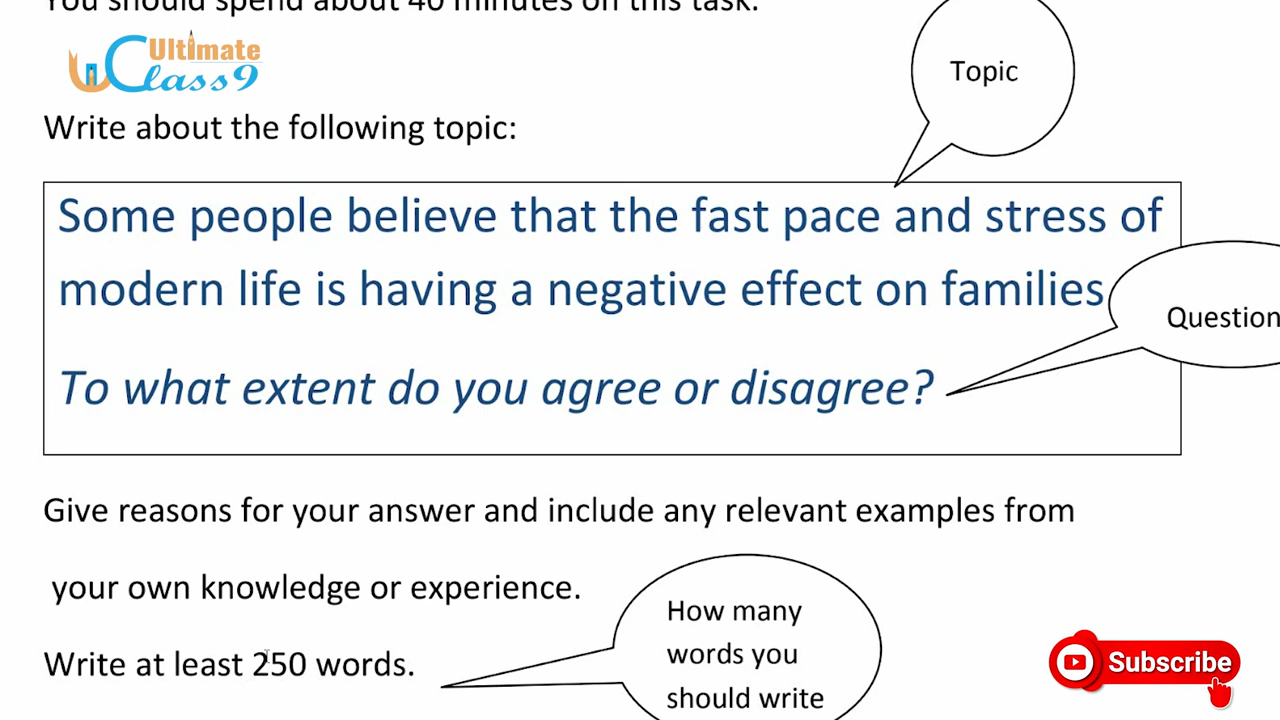 You should spend about 40 minutes on this task.
Ultimate
Class9
Topic
Write about the following topic:
Some people believe that the fast pace and stress of
modern life is having a negative effect on families
Question
To what extent do you agree or disagree?
Give reasons for your answer and include any relevant examples from
your own knowledge or experience.
How many
words you
should write
Write at least 250 words.
Subscribe